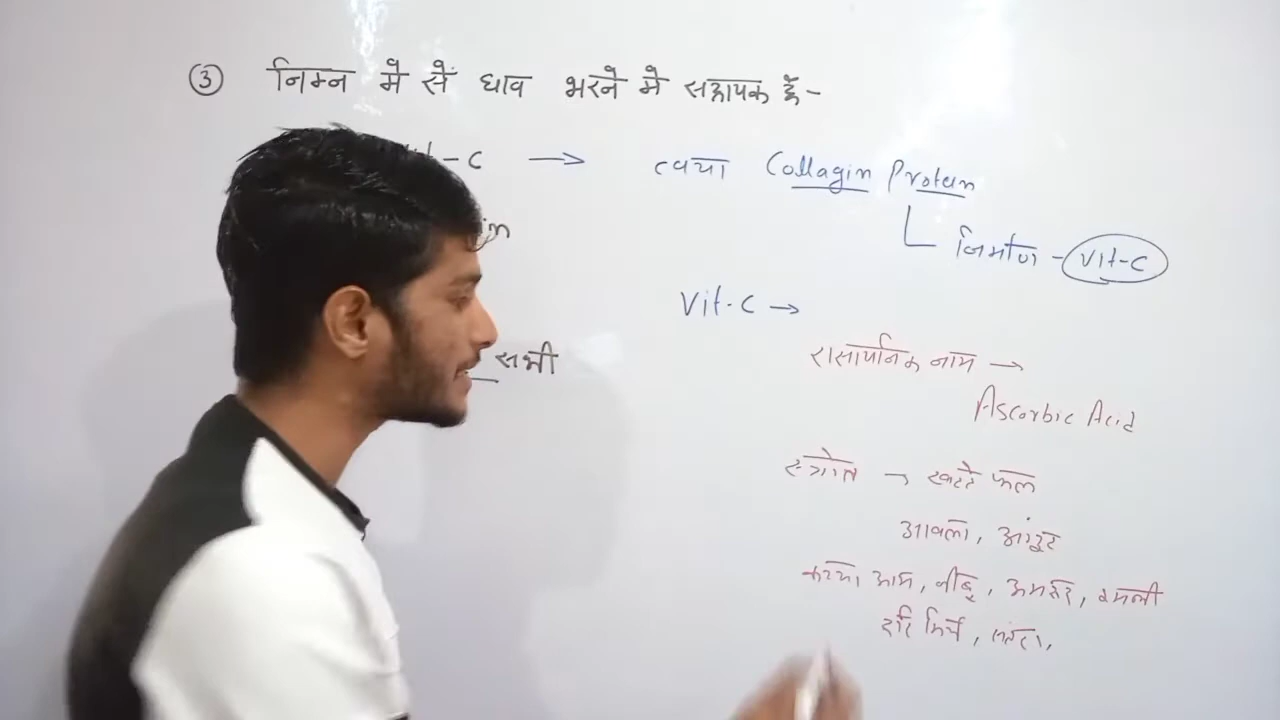 ③ निम्न मे से घाव भरने मे सहायक है -
-C → त्वचा Collagin Protein
in
निर्माण - Vit-C
Vit-C →
सभी
रासायनिक नाम →
Ascorbic Acid
स्त्रोत → खट्टे फल
आवला, अंगूर
कच्चा आम, नीबू, अमरूद, इमली
हरि मिर्च, संतरा,